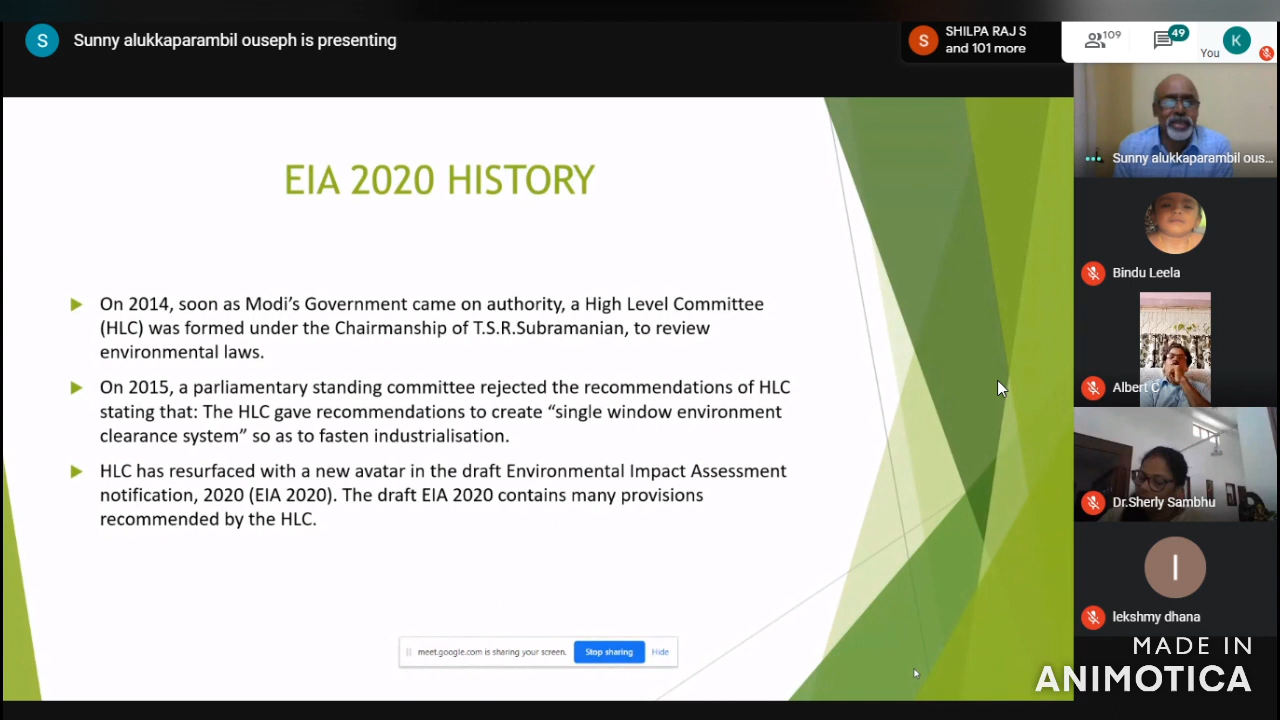 S
Sunny alukkaparambil ouseph is presenting
S
SHILPA RAJ S
and 101 more
109
49
You
K
EIA 2020 HISTORY
On 2014, soon as Modi's Government came on authority, a High Level Committee
(HLC) was formed under the Chairmanship of T.S.R.Subramanian, to review
environmental laws.
On 2015, a parliamentary standing committee rejected the recommendations of HLC
stating that: The HLC gave recommendations to create “single window environment
clearance system” so as to fasten industrialisation.
HLC has resurfaced with a new avatar in the draft Environmental Impact Assessment
notification, 2020 (EIA 2020). The draft EIA 2020 contains many provisions
recommended by the HLC.
meet.google.com is sharing your screen.
Stop sharing
Hide
Sunny alukkaparambil ous...
Bindu Leela
Albert C
Dr.Sherly Sambhu
l
lekshmy dhana
MADE IN
ANIMOTICA